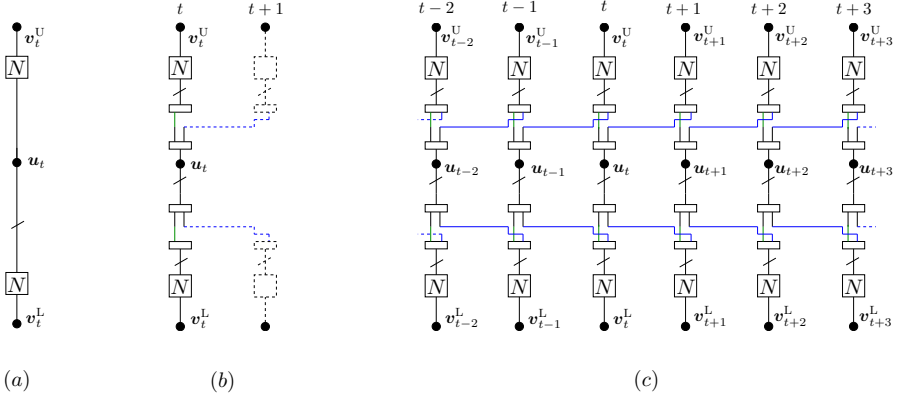 t t + 1 t − 2 t − 1 t t + 1 t + 2 t + 3
v_t^U v_t^U v_{t−2}^U v_{t−1}^U v_t^U v_{t+1}^U v_{t+2}^U v_{t+3}^U
N N N N N N N N
u_t u_t u_{t−2} u_{t−1} u_t u_{t+1} u_{t+2} u_{t+3}
N N N N N N N N
v_t^L v_t^L v_{t−2}^L v_{t−1}^L v_t^L v_{t+1}^L v_{t+2}^L v_{t+3}^L
(a) (b) (c)